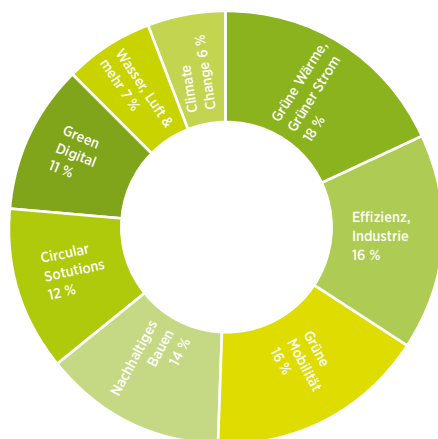 Grüne Wärme,
Grüner Strom
18 %
Effizienz,
Industrie
16 %
Grüne
Mobilität
16 %
Nachhaltiges
Bauen
14 %
Circular
Sotutions
12 %
Green
Digital
11 %
Wasser, Luft &
mehr 7 %
Climate
Change 6 %